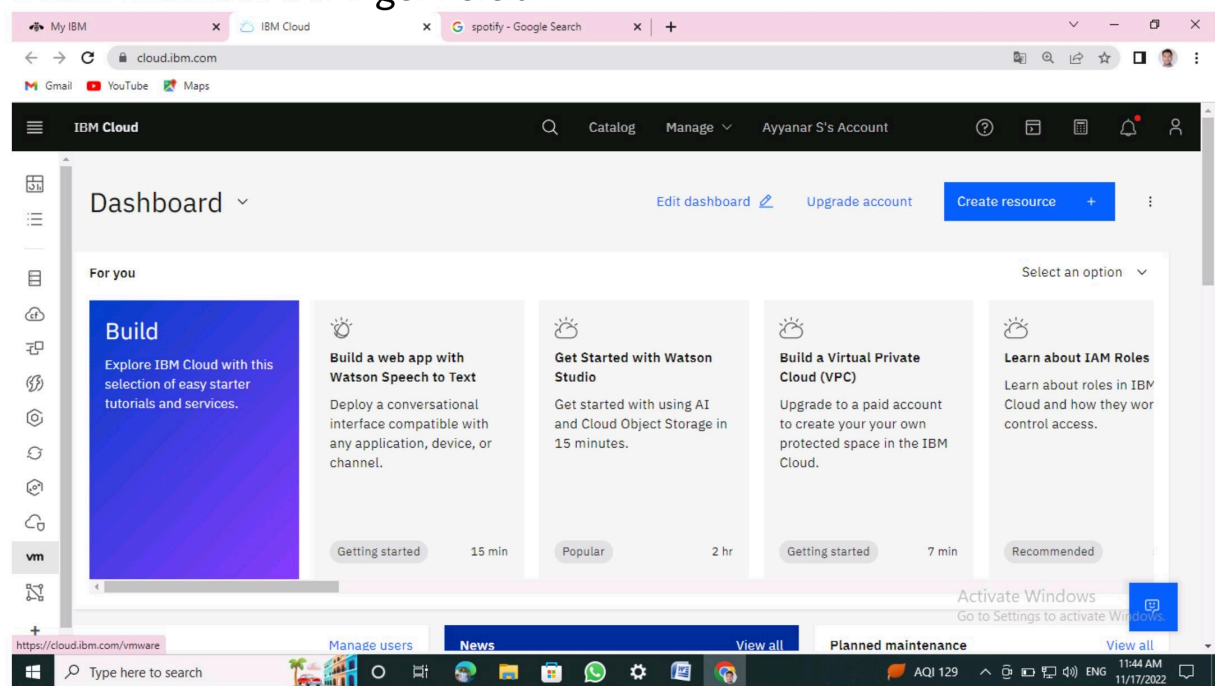 My IBM
IBM Cloud
spotify - Google Search
cloud.ibm.com
Gmail YouTube Maps
IBM Cloud Catalog Manage Ayyanar S's Account
Dashboard Edit dashboard Upgrade account Create resource +
For you Select an option
Build
Explore IBM Cloud with this
selection of easy starter
tutorials and services.
Build a web app with
Watson Speech to Text
Deploy a conversational
interface compatible with
any application, device, or
channel.
Getting started 15 min
Get Started with Watson
Studio
Get started with using AI
and Cloud Object Storage in
15 minutes.
Popular 2 hr
Build a Virtual Private
Cloud (VPC)
Upgrade to a paid account
to create your your own
protected space in the IBM
Cloud.
Getting started 7 min
Learn about IAM Roles
Learn about roles in IBM
Cloud and how they wor
control access.
Recommended
vm
Activate Windows
Go to Settings to activate Windows.
https://cloud.ibm.com/vmware
Manage users News View all Planned maintenance View all
Type here to search
AQI 129 ENG 11:44 AM
11/17/2022